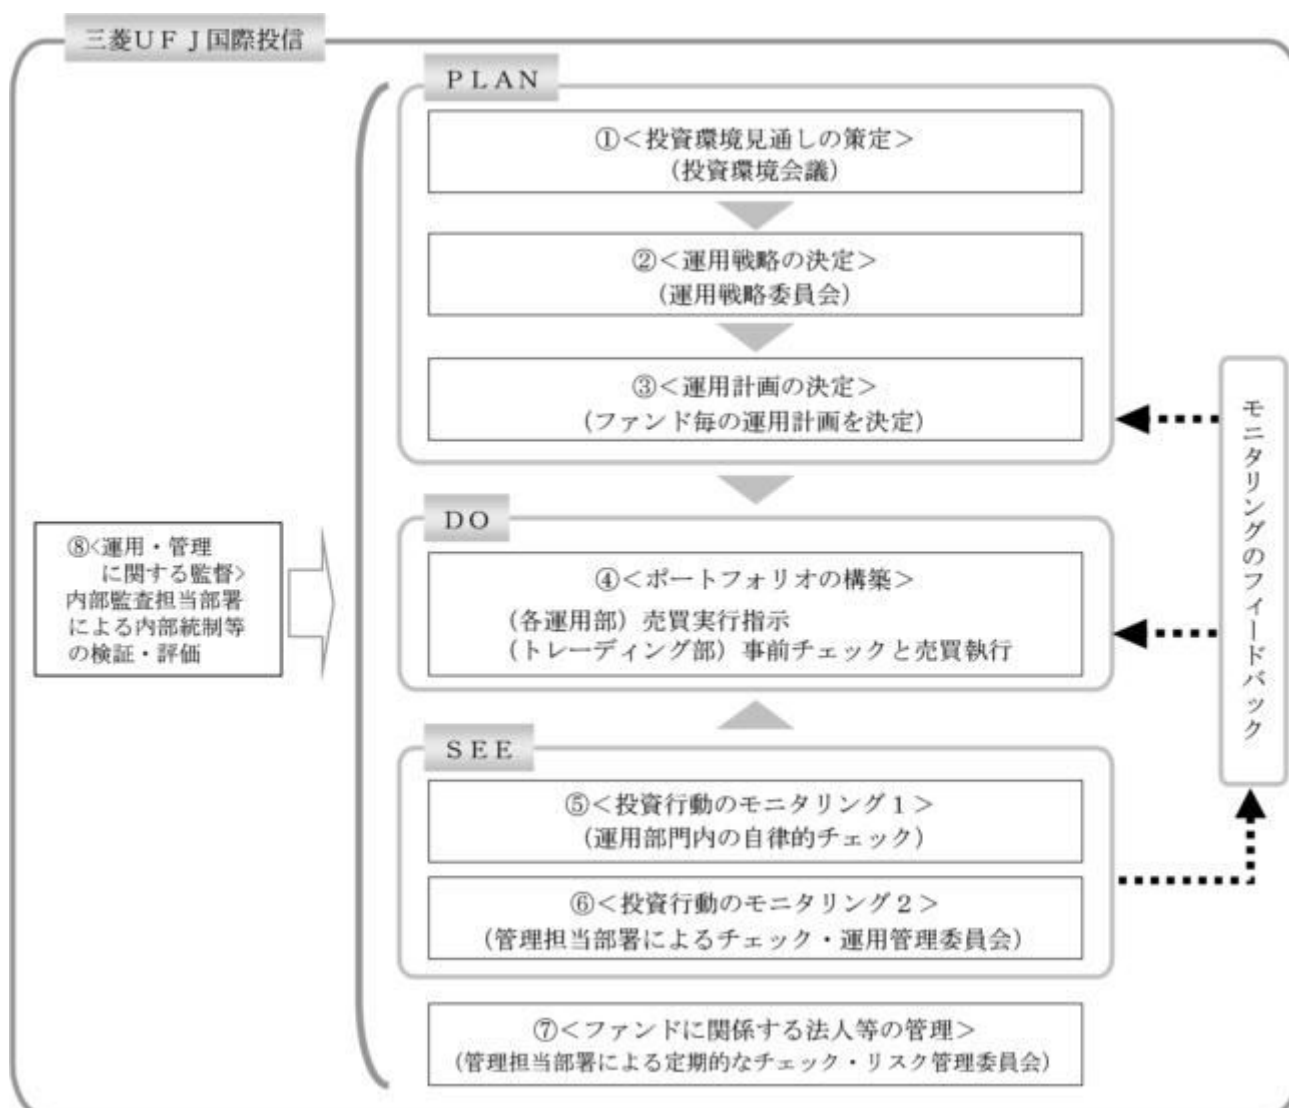 三菱ＵＦＪ国際投信
ＰＬＡＮ
①＜投資環境見通しの策定＞
（投資環境会議）
②＜運用戦略の決定＞
（運用戦略委員会）
③＜運用計画の決定＞
（ファンド毎の運用計画を決定）
ＤＯ
④＜ポートフォリオの構築＞
（各運用部）売買実行指示
（トレーディング部）事前チェックと売買執行
ＳＥＥ
⑤＜投資行動のモニタリング１＞
（運用部門内の自律的チェック）
⑥＜投資行動のモニタリング２＞
（管理担当部署によるチェック・運用管理委員会）
⑦＜ファンドに関係する法人等の管理＞
（管理担当部署による定期的なチェック・リスク管理委員会）
⑧<運用・管理
に関する監督>
内部監査担当部署
による内部統制等
の検証・評価
モニタリングのフィードバック